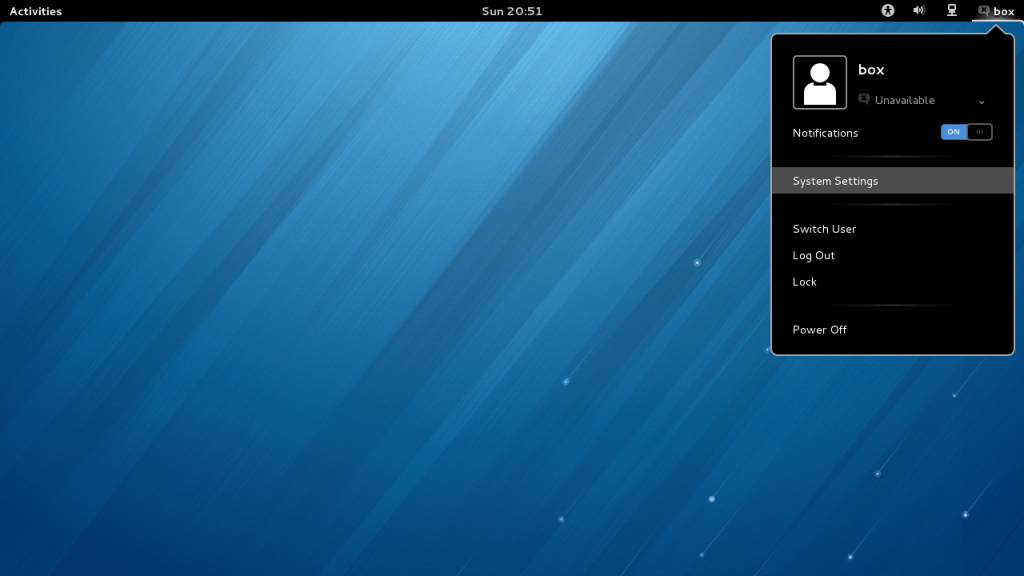 Activities
Sun 20:51
box
box
Unavailable
Notifications
ON
System Settings
Switch User
Log Out
Lock
Power Off